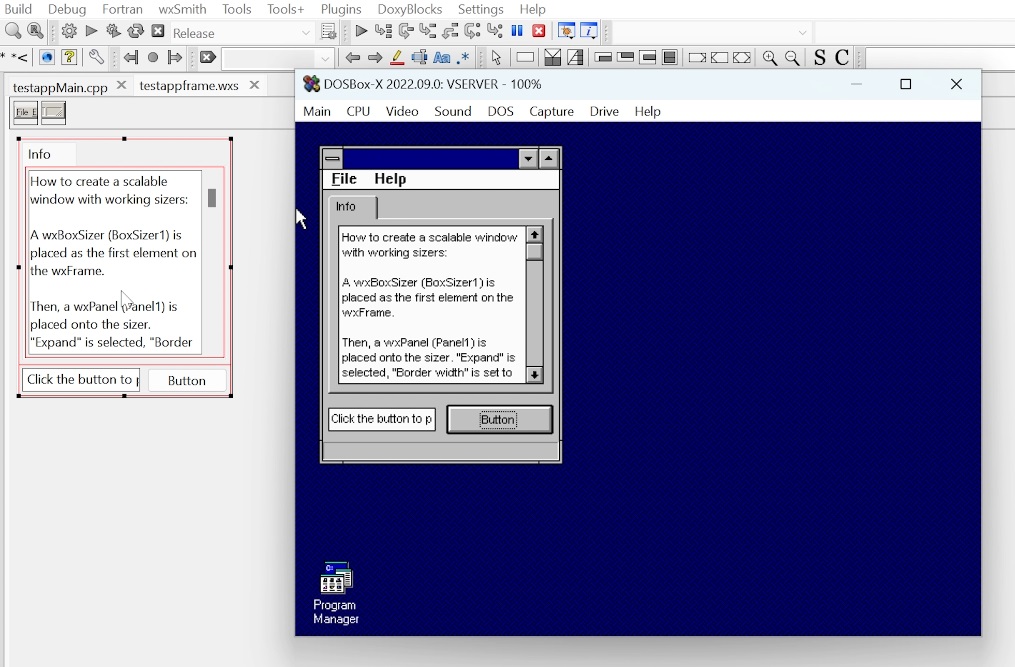 Build Debug Fortran wxSmith Tools Tools+ Plugins DoxyBlocks Settings Help
Release
Aa .* S C
* *<
testappMain.cpp testappframe.wxs
File E
Info
How to create a scalable
window with working sizers:
A wxBoxSizer (BoxSizer1) is
placed as the first element on
the wxFrame.
Then, a wxPanel (Panel1) is
placed onto the sizer.
"Expand" is selected, "Border
Click the button to p
Button
DOSBox-X 2022.09.0: VSERVER - 100%
Main CPU Video Sound DOS Capture Drive Help
File Help
Info
How to create a scalable window
with working sizers:
A wxBoxSizer (BoxSizer1) is
placed as the first element on the
wxFrame.
Then, a wxPanel (Panel1) is
placed onto the sizer. "Expand" is
selected, "Border width" is set to
Click the button to p
Button
C:
Program
Manager